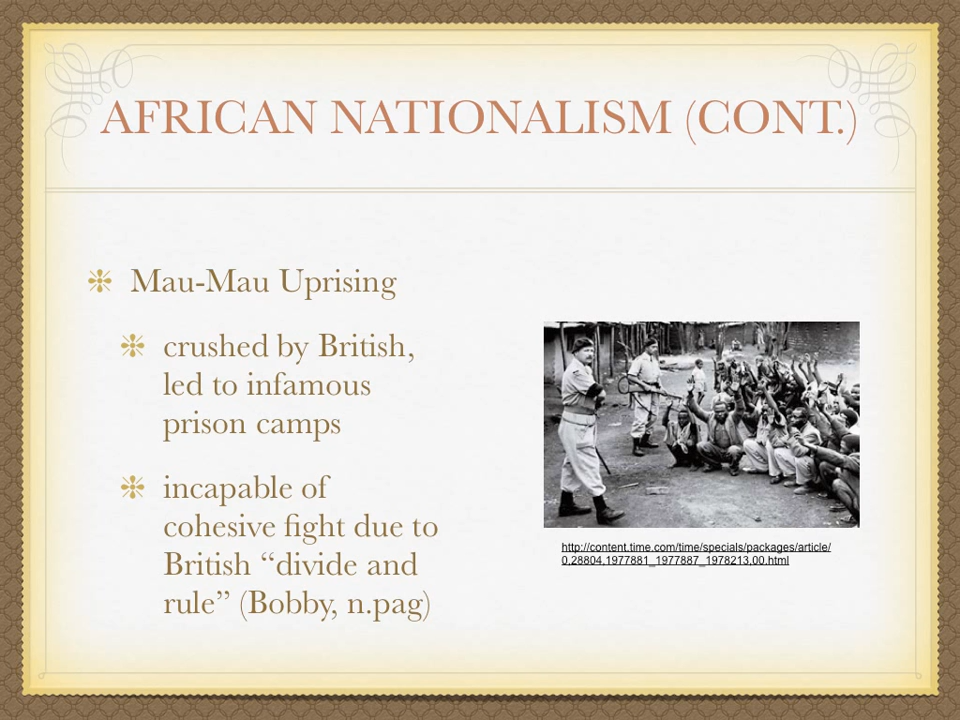 AFRICAN NATIONALISM (CONT.)
Mau-Mau Uprising
crushed by British,
led to infamous
prison camps
incapable of
cohesive fight due to
British “divide and
rule” (Bobby, n.pag)
http://content.time.com/time/specials/packages/article/
0,28804,1977881_1977887_1978213,00.html